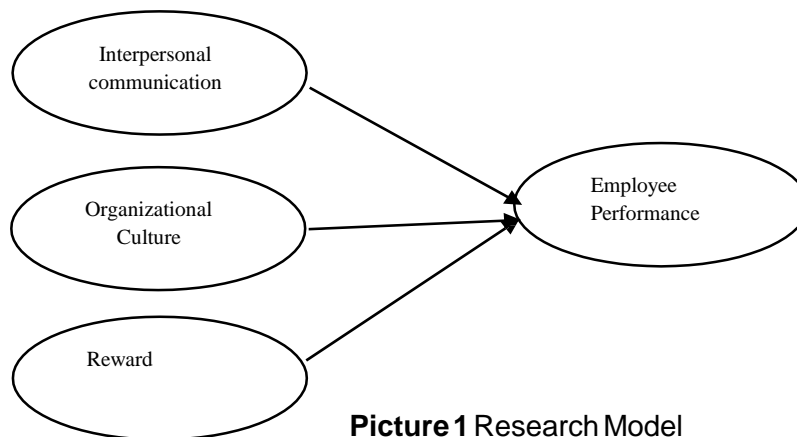 Interpersonal
communication
Organizational
Culture
Reward
Employee
Performance
Picture 1 Research Model